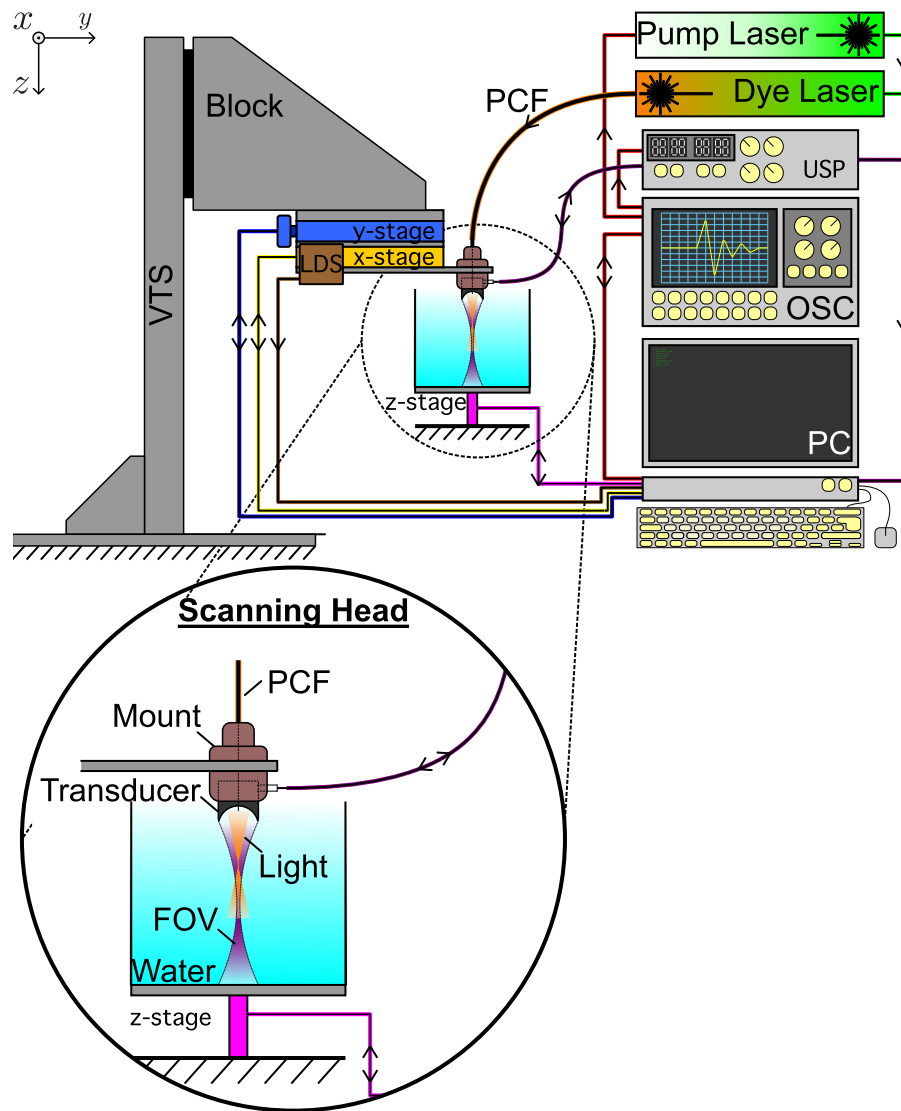 x
y
z
Pump Laser
Dye Laser
PCF
Block
USP
y-stage
x-stage
LDS
VTS
OSC
z-stage
PC
Scanning Head
PCF
Mount
Transducer
Light
FOV
Water
z-stage